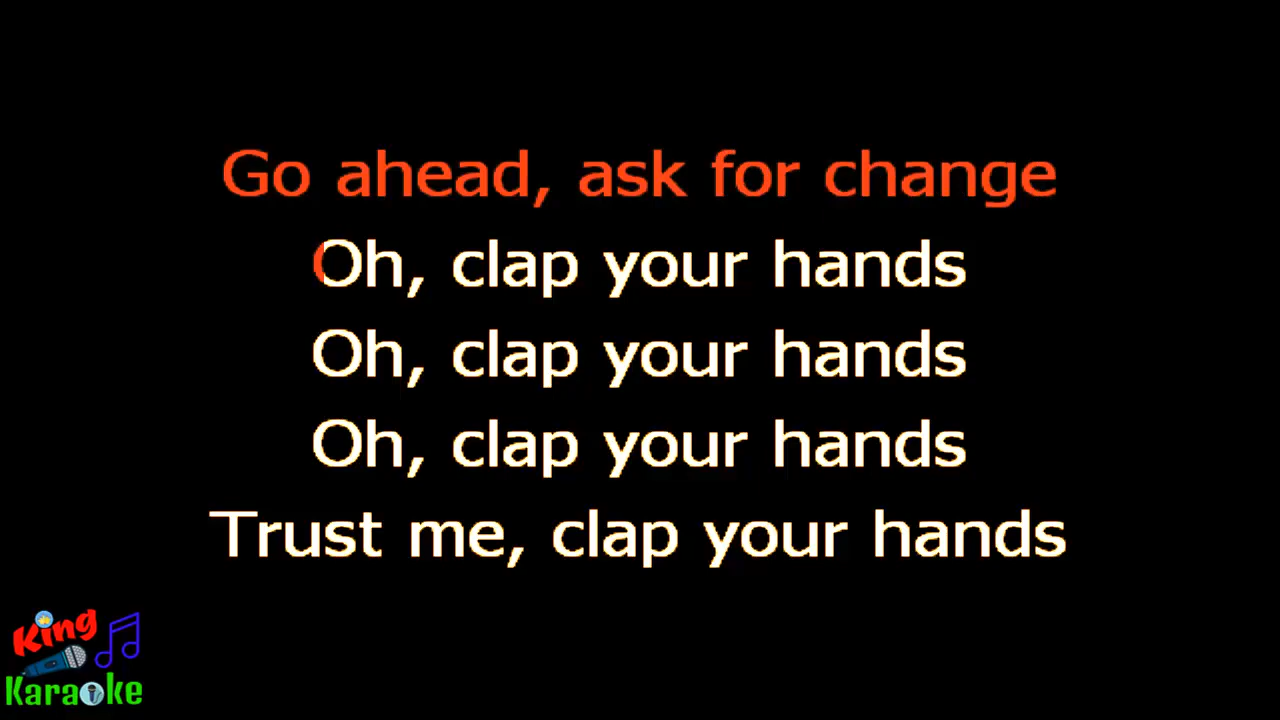 Go ahead, ask for change
Oh, clap your hands
Oh, clap your hands
Oh, clap your hands
Trust me, clap your hands
King
Karaoke